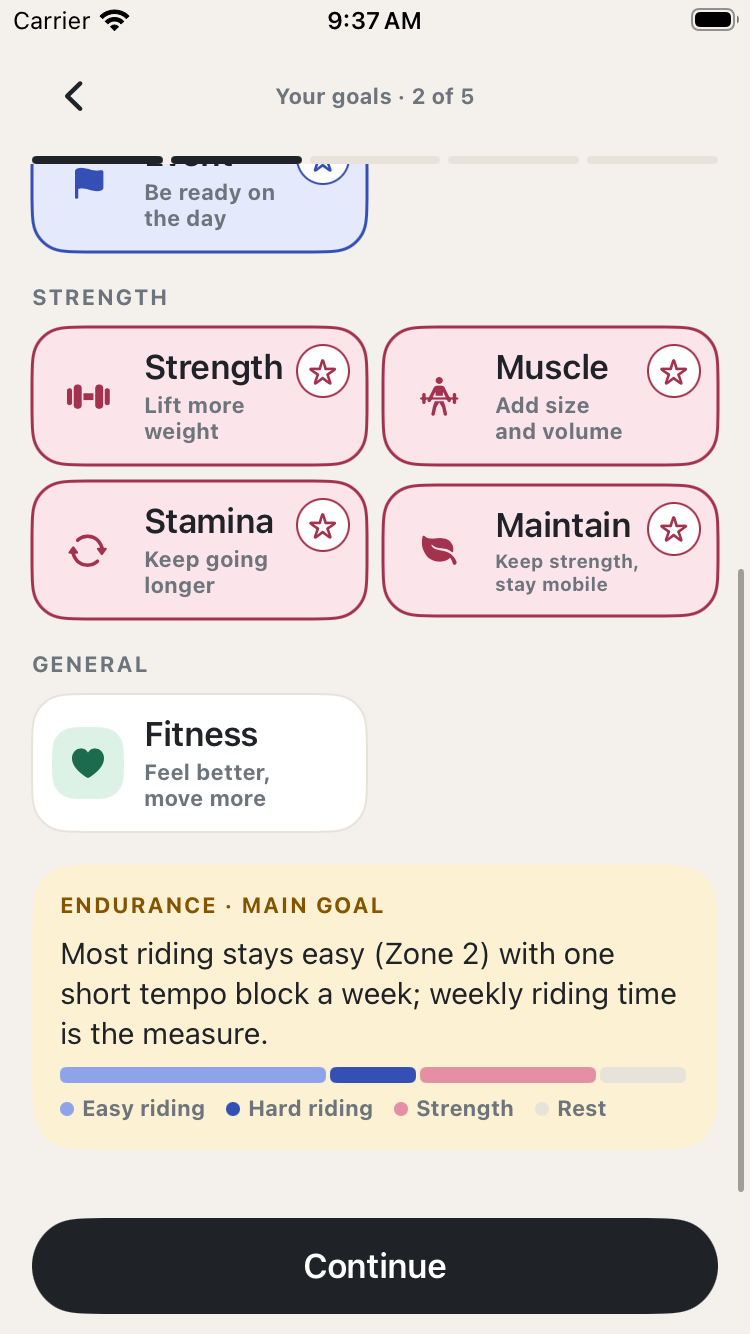 Carrier
9:37 AM
Your goals · 2 of 5
Be ready on
the day
STRENGTH
Strength
Lift more
weight
Muscle
Add size
and volume
Stamina
Keep going
longer
Maintain
Keep strength,
stay mobile
GENERAL
Fitness
Feel better,
move more
ENDURANCE · MAIN GOAL
Most riding stays easy (Zone 2) with one
short tempo block a week; weekly riding time
is the measure.
Easy riding
Hard riding
Strength
Rest
Continue